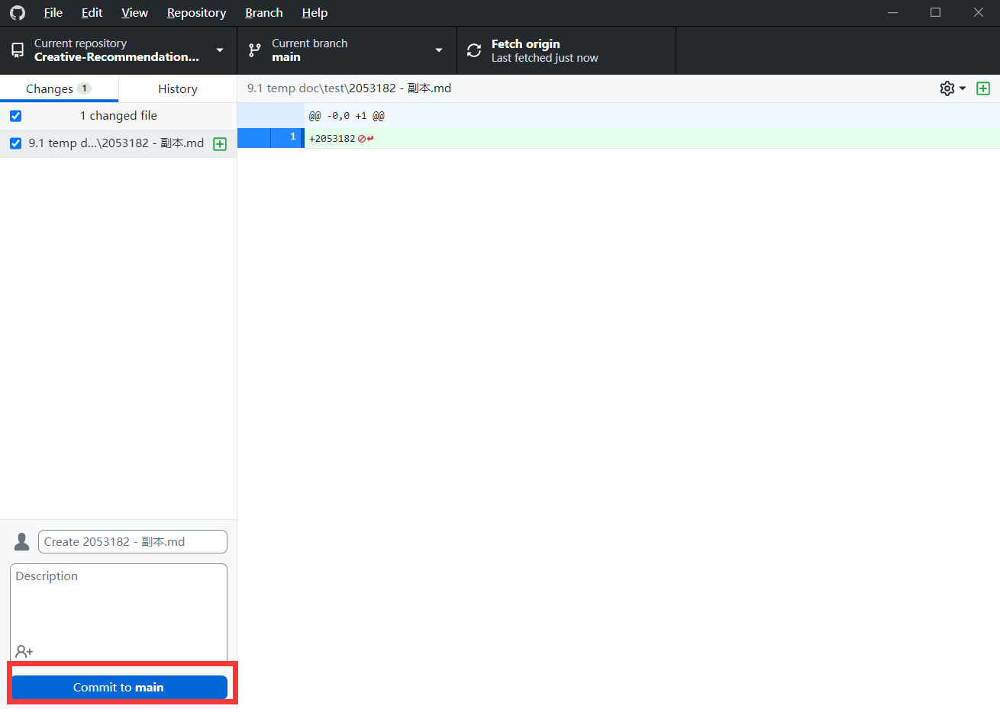 File Edit View Repository Branch Help
Current repository
Creative-Recommendation...
Current branch
main
Fetch origin
Last fetched just now
Changes 1
History
9.1 temp doc\test\2053182 - 副本.md
1 changed file
@@ -0,0 +1 @@
9.1 temp d...\2053182 - 副本.md
1 +2053182
Create 2053182 - 副本.md
Description
Commit to main